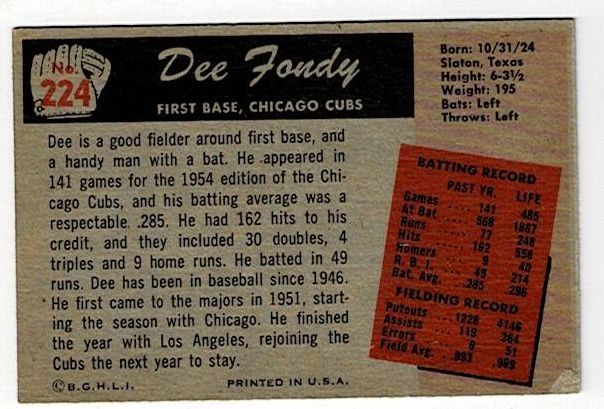 No.
224
Dee Fondy
FIRST BASE, CHICAGO CUBS
Born: 10/31/24
Slaton, Texas
Height: 6-3½
Weight: 195
Bats: Left
Throws: Left
Dee is a good fielder around first base, and
a handy man with a bat. He appeared in
141 games for the 1954 edition of the Chi-
cago Cubs, and his batting average was a
respectable .285. He had 162 hits to his
credit, and they included 30 doubles, 4
triples and 9 home runs. He batted in 49
runs. Dee has been in baseball since 1946.
He first came to the majors in 1951, start-
ing the season with Chicago. He finished
the year with Los Angeles, rejoining the
Cubs the next year to stay.
BATTING RECORD
PAST YR. LIFE
Games .... 141 485
At Bat .... 568 1887
Runs .... 77 248
Hits .... 162 556
Homers .... 9 40
R. B. I. .... 49 214
Bat. Avg. .. .285 .295
FIELDING RECORD
Putouts .... 1228 4146
Assists .... 119 364
Errors .... 9 51
Field Avg. .. .993 .989
©B.G.H.L.I. PRINTED IN U.S.A.